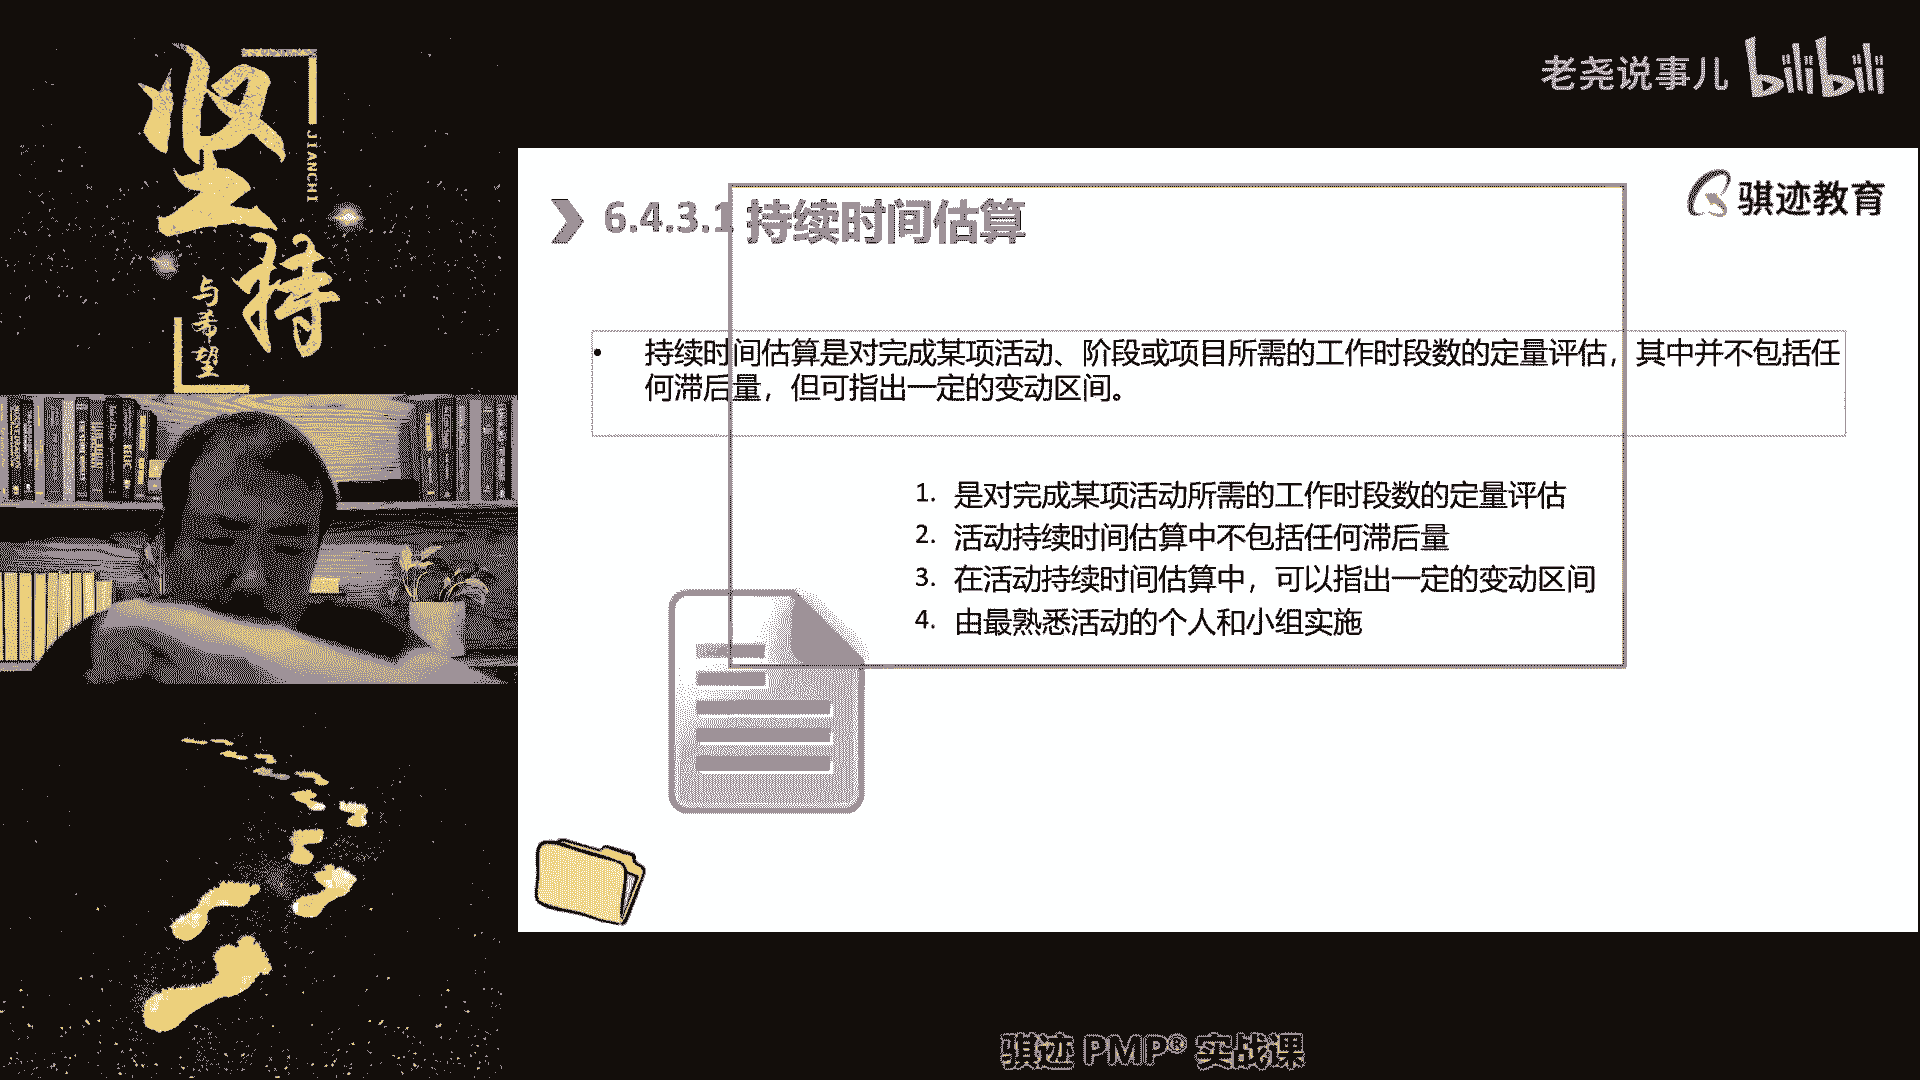 坚持
JIANCHI
与希望
老尧说事儿 bilibili
骐迹教育
6.4.3.1 持续时间估算
• 持续时间估算是对完成某项活动、阶段或项目所需的工作时段数的定量评估，其中并不包括任
何滞后量，但可指出一定的变动区间。
1. 是对完成某项活动所需的工作时段数的定量评估
2. 活动持续时间估算中不包括任何滞后量
3. 在活动持续时间估算中，可以指出一定的变动区间
4. 由最熟悉活动的个人和小组实施
骐迹 PMP® 实战课